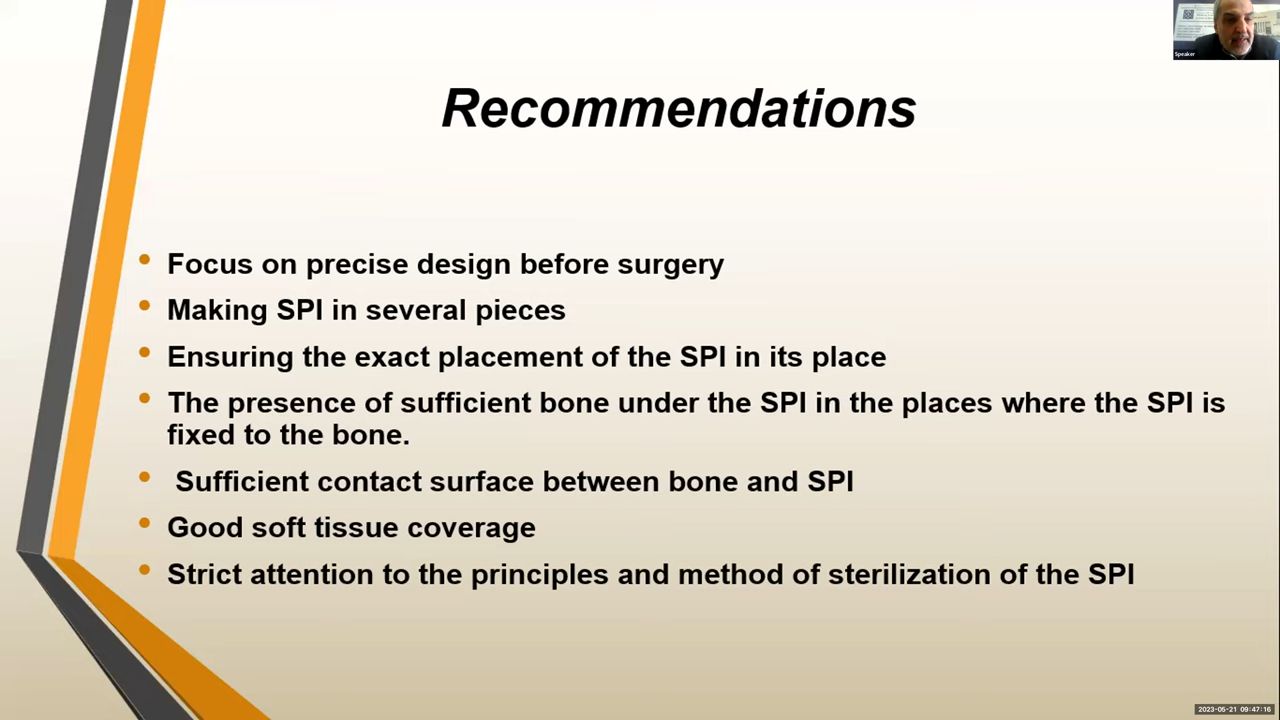 Speaker
Recommendations
• Focus on precise design before surgery
• Making SPI in several pieces
• Ensuring the exact placement of the SPI in its place
• The presence of sufficient bone under the SPI in the places where the SPI is
fixed to the bone.
• Sufficient contact surface between bone and SPI
• Good soft tissue coverage
• Strict attention to the principles and method of sterilization of the SPI
2023-05-21 09:47:16